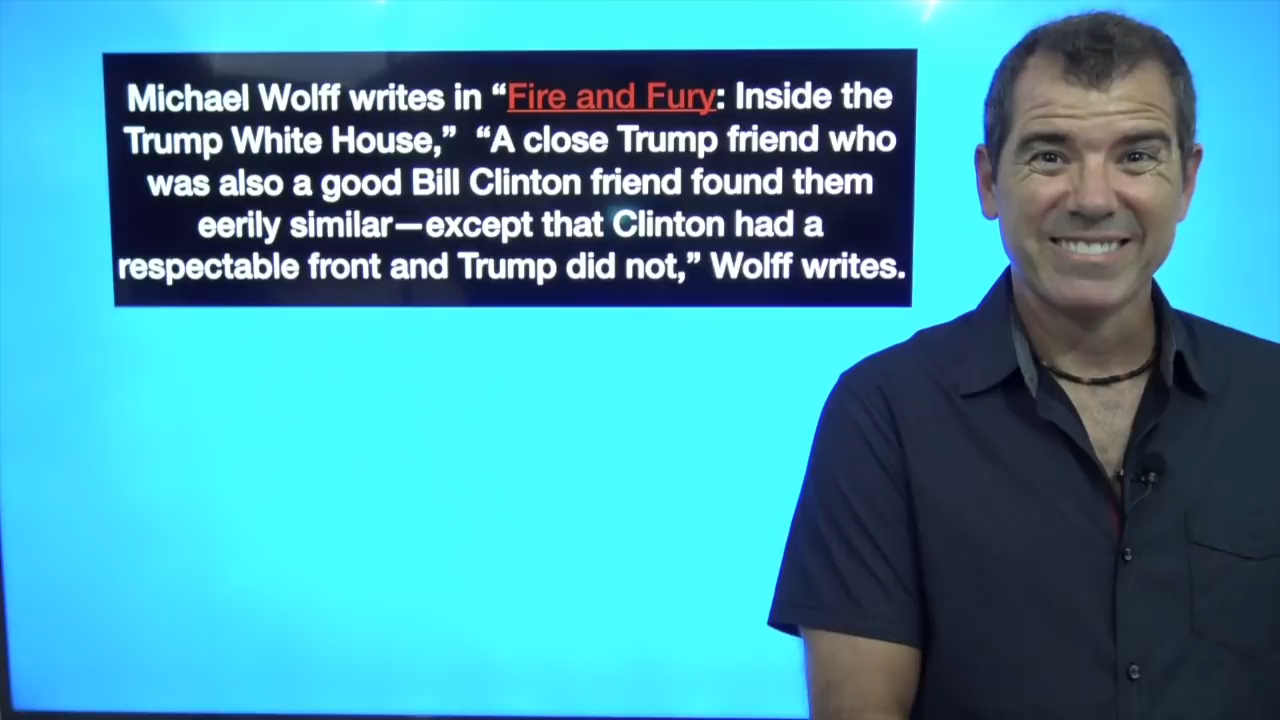 Michael Wolff writes in “Fire and Fury: Inside the
Trump White House,”  “A close Trump friend who
was also a good Bill Clinton friend found them
eerily similar—except that Clinton had a
respectable front and Trump did not,” Wolff writes.